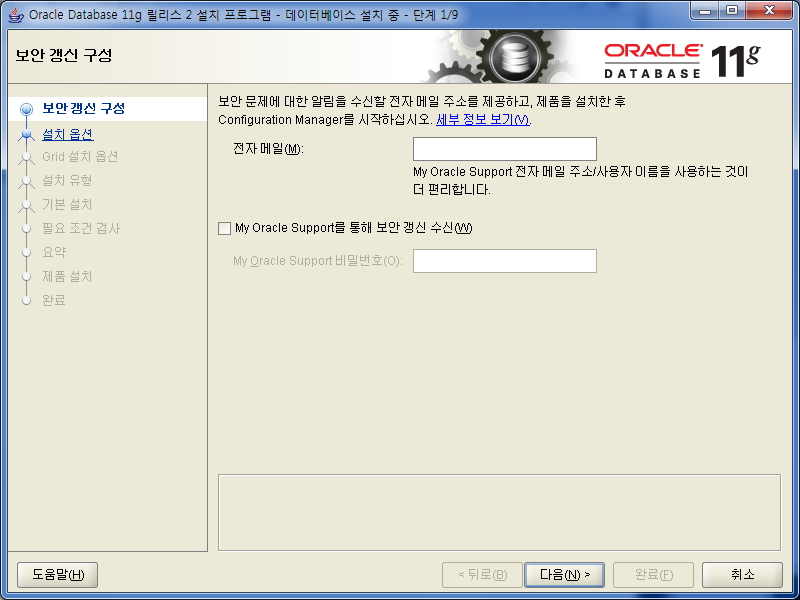 Oracle Database 11g 릴리스 2 설치 프로그램 - 데이터베이스 설치 중 - 단계 1/9
보안 갱신 구성
ORACLE
DATABASE
11g
보안 갱신 구성
설치 옵션
Grid 설치 옵션
설치 유형
기본 설치
필요 조건 검사
요약
제품 설치
완료
보안 문제에 대한 알림을 수신할 전자 메일 주소를 제공하고, 제품을 설치한 후
Configuration Manager를 시작하십시오. 세부 정보 보기(V).
전자 메일(M):
My Oracle Support 전자 메일 주소/사용자 이름을 사용하는 것이
더 편리합니다.
My Oracle Support를 통해 보안 갱신 수신(W)
My Oracle Support 비밀번호(O):
도움말(H)
< 뒤로(B)
다음(N) >
완료(F)
취소